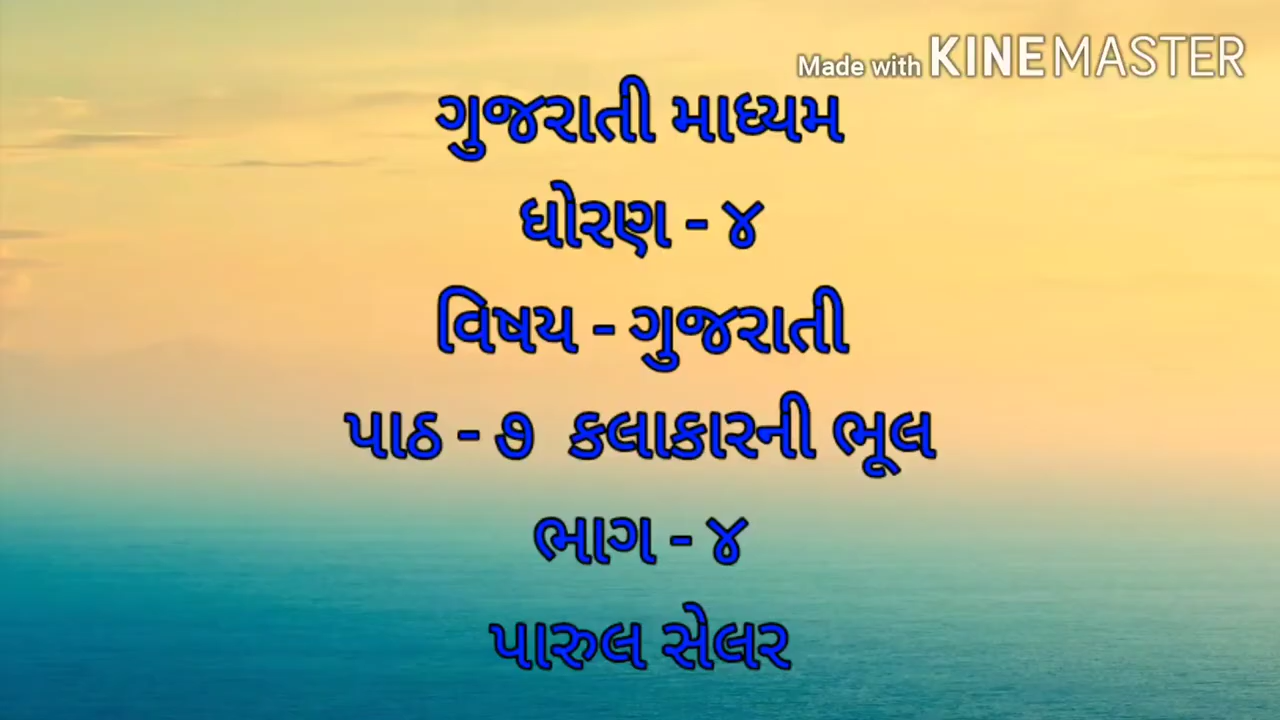 Made with KINEMASTER
ગુજરાતી માધ્યમ
ધોરણ - ૪
વિષય - ગુજરાતી
પાઠ - ૭ કલાકારની ભૂલ
ભાગ - ૪
પારુલ સેલર